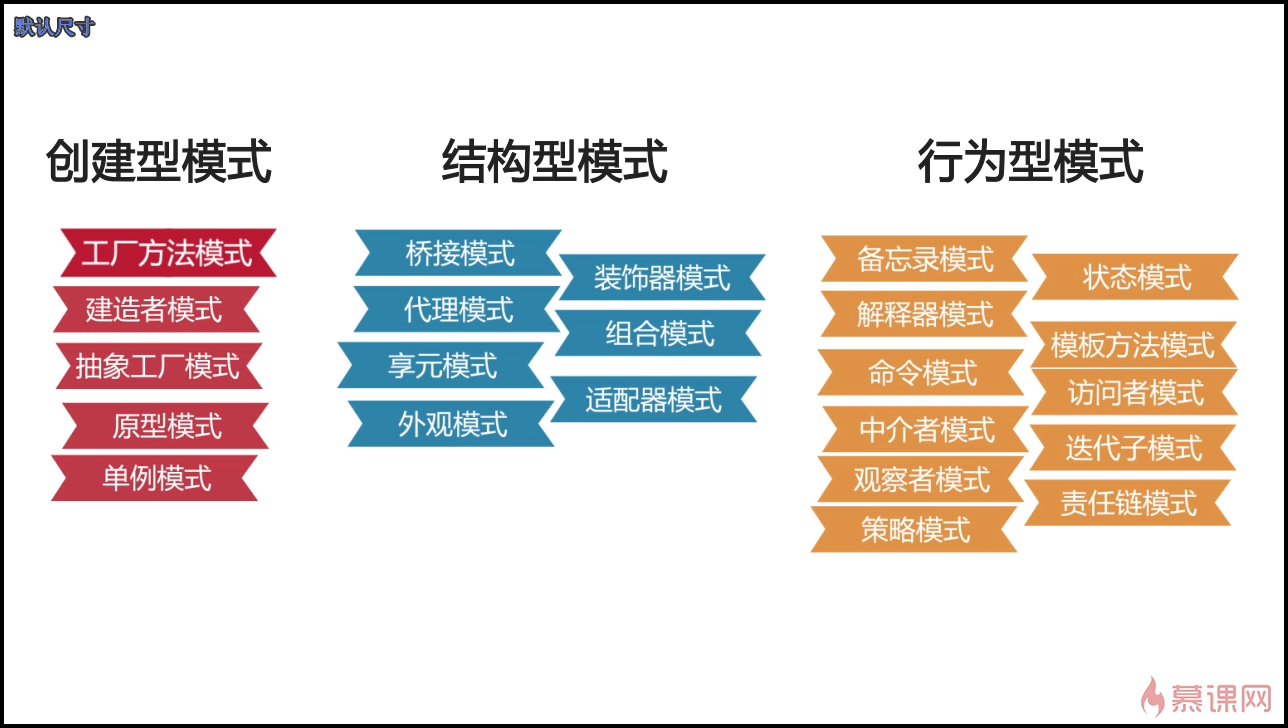 默认尺寸
创建型模式
工厂方法模式
建造者模式
抽象工厂模式
原型模式
单例模式
结构型模式
桥接模式
代理模式
享元模式
外观模式
装饰器模式
组合模式
适配器模式
行为型模式
备忘录模式
解释器模式
命令模式
中介者模式
观察者模式
策略模式
状态模式
模板方法模式
访问者模式
迭代子模式
责任链模式
慕课网